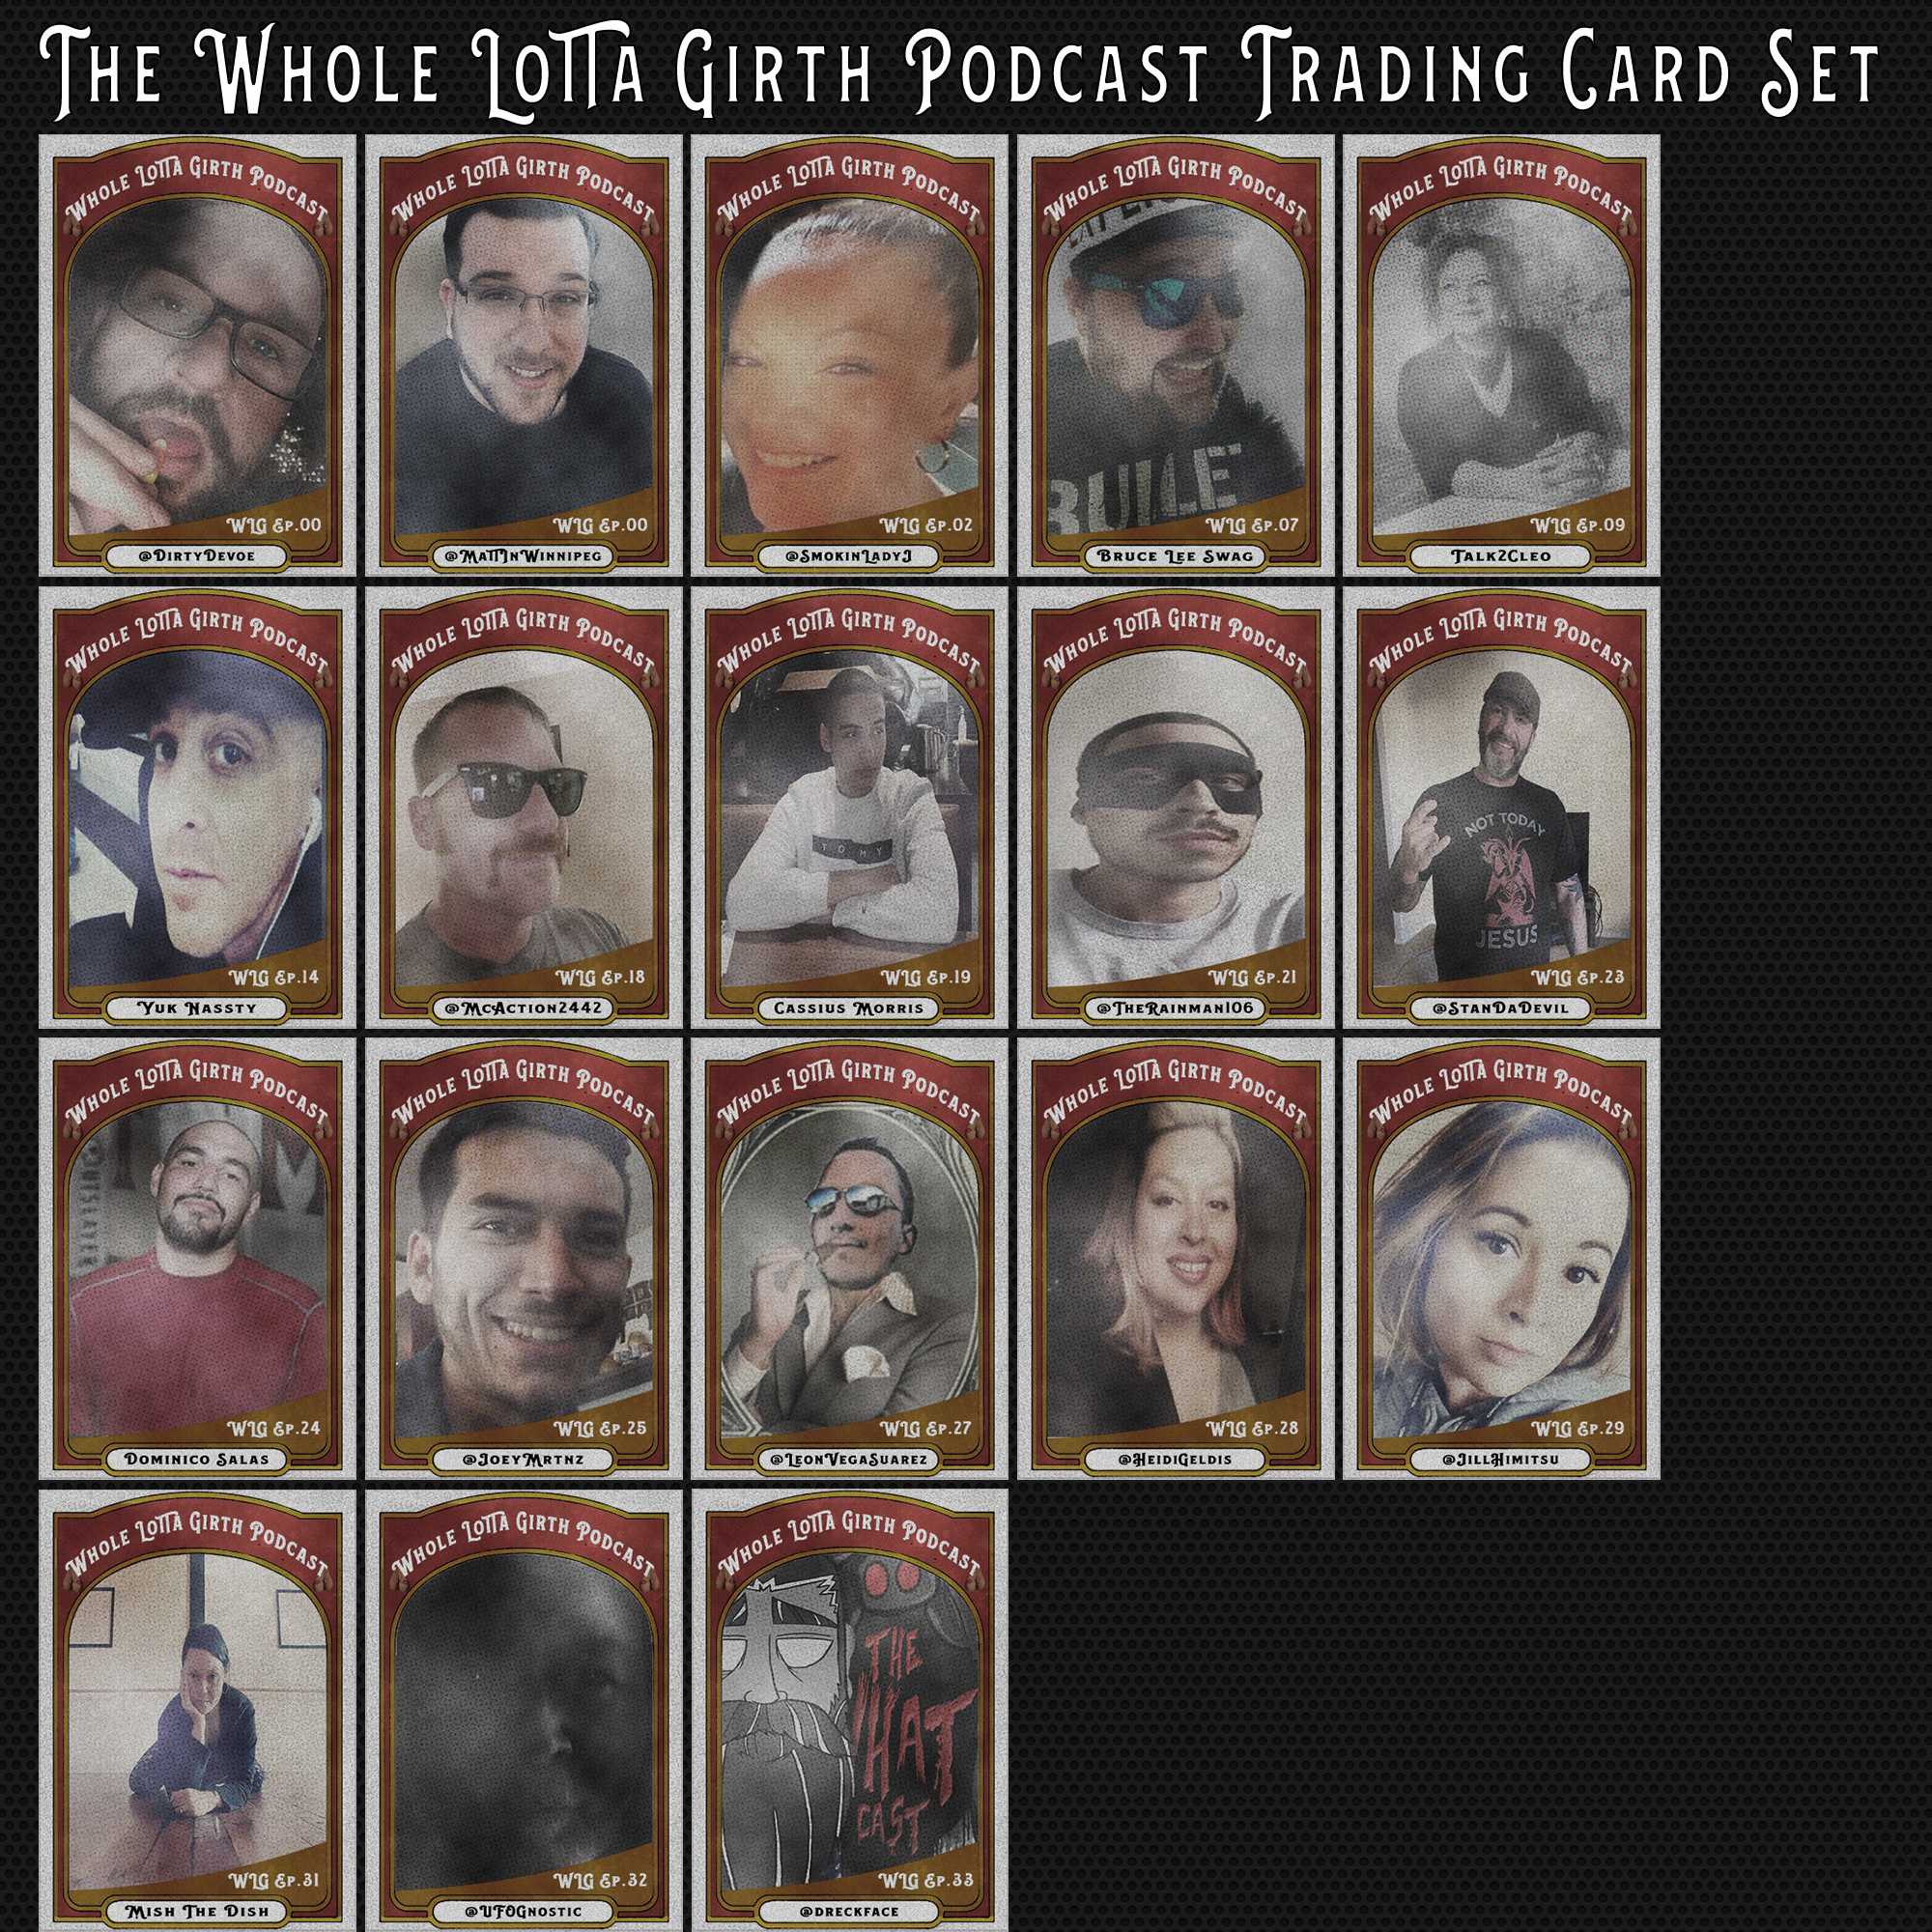 The Whole Lotta Girth Podcast Trading Card Set
Whole Lotta Girth Podcast
WLG Ep.00
@DirtyDevoe
Whole Lotta Girth Podcast
WLG Ep.00
@MattInWinnipeg
Whole Lotta Girth Podcast
WLG Ep.02
@SmokinLadyJ
Whole Lotta Girth Podcast
WLG Ep.07
Bruce Lee Swag
Whole Lotta Girth Podcast
WLG Ep.09
Talk2Cleo
Whole Lotta Girth Podcast
WLG Ep.14
Yuk Nassty
Whole Lotta Girth Podcast
WLG Ep.18
@McAction2442
Whole Lotta Girth Podcast
TOMY
WLG Ep.19
Cassius Morris
Whole Lotta Girth Podcast
WLG Ep.21
@TheRainman106
Whole Lotta Girth Podcast
NOT TODAY
JESUS
WLG Ep.23
@StanDaDevil
Whole Lotta Girth Podcast
WLG Ep.24
Dominico Salas
Whole Lotta Girth Podcast
WLG Ep.25
@JoeyMrtnz
Whole Lotta Girth Podcast
WLG Ep.27
@LeonVegaSuarez
Whole Lotta Girth Podcast
WLG Ep.28
@HeidiGeldis
Whole Lotta Girth Podcast
WLG Ep.29
@JillHimitsu
Whole Lotta Girth Podcast
WLG Ep.31
Mish The Dish
Whole Lotta Girth Podcast
WLG Ep.32
@UFOGnostic
Whole Lotta Girth Podcast
THE
WHAT
CAST
WLG Ep.33
@dreckface